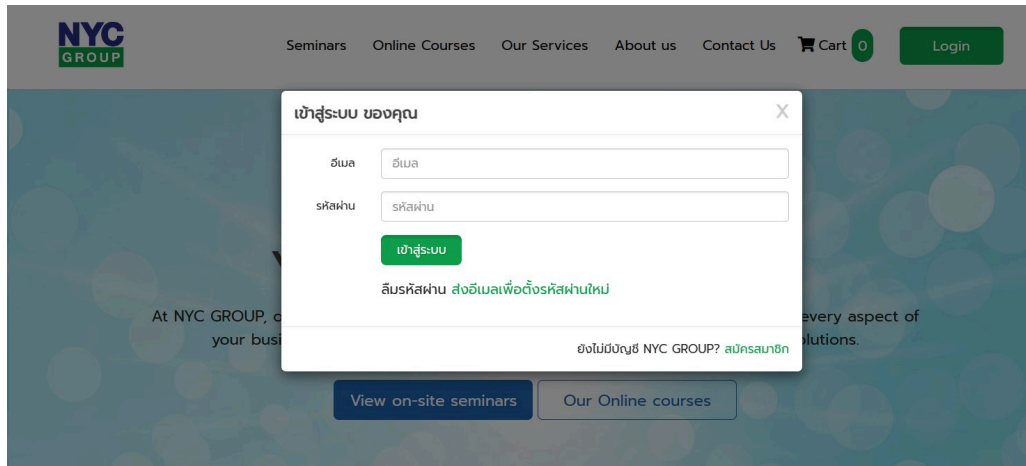 NYC
GROUP
Seminars Online Courses Our Services About us Contact Us Cart 0 Login
เข้าสู่ระบบ ของคุณ X
อีเมล อีเมล
รหัสผ่าน รหัสผ่าน
เข้าสู่ระบบ
ลืมรหัสผ่าน ส่งอีเมลเพื่อตั้งรหัสผ่านใหม่
At NYC GROUP, every aspect of
your
ยังไม่มีบัญชี NYC GROUP? สมัครสมาชิก
View on-site seminars Our Online courses